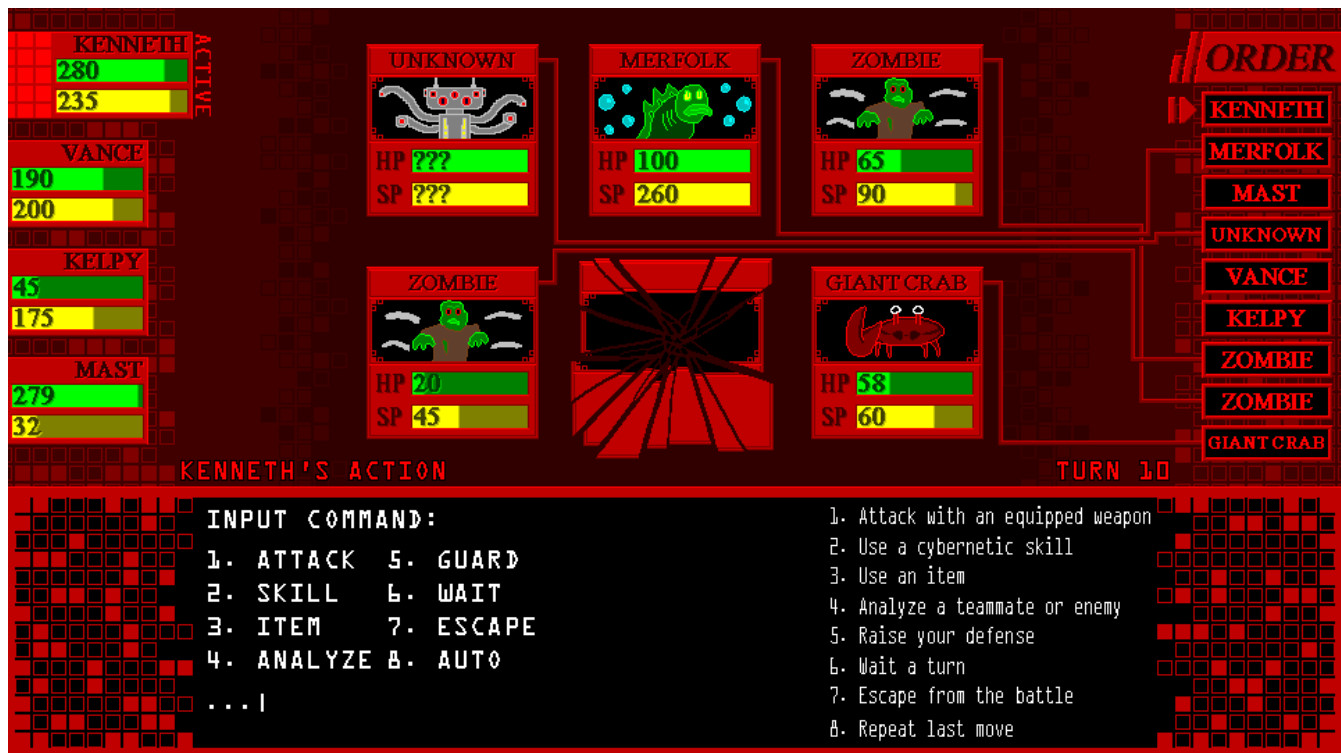 KENNETH
280
235
ACTIVE
VANCE
190
200
KELPY
45
175
MAST
279
32
UNKNOWN
HP ???
SP ???
MERFOLK
HP 100
SP 260
ZOMBIE
HP 65
SP 90
ZOMBIE
HP 20
SP 45
GIANT CRAB
HP 58
SP 60
ORDER
KENNETH
MERFOLK
MAST
UNKNOWN
VANCE
KELPY
ZOMBIE
ZOMBIE
GIANT CRAB
KENNETH'S ACTION
TURN 10
INPUT COMMAND:
1. ATTACK 5. GUARD
2. SKILL 6. WAIT
3. ITEM 7. ESCAPE
4. ANALYZE 8. AUTO
...|
1. Attack with an equipped weapon
2. Use a cybernetic skill
3. Use an item
4. Analyze a teammate or enemy
5. Raise your defense
6. Wait a turn
7. Escape from the battle
8. Repeat last move